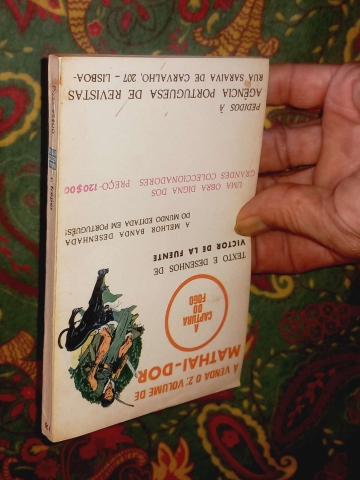 À VENDA O 2º VOLUME DE
MATHAI-DOR
A
CAPTURA
DO
FOGO
TEXTO E DESENHOS DE
VICTOR DE LA FUENTE
A MELHOR BANDA DESENHADA
DO MUNDO EDITADA EM PORTUGUÊS!
UMA OBRA DIGNA DOS
GRANDES COLECCIONADORES PREÇO-120$00
PEDIDOS À
AGÊNCIA PORTUGUESA DE REVISTAS
RUA SARAIVA DE CARVALHO, 207 - LISBOA-